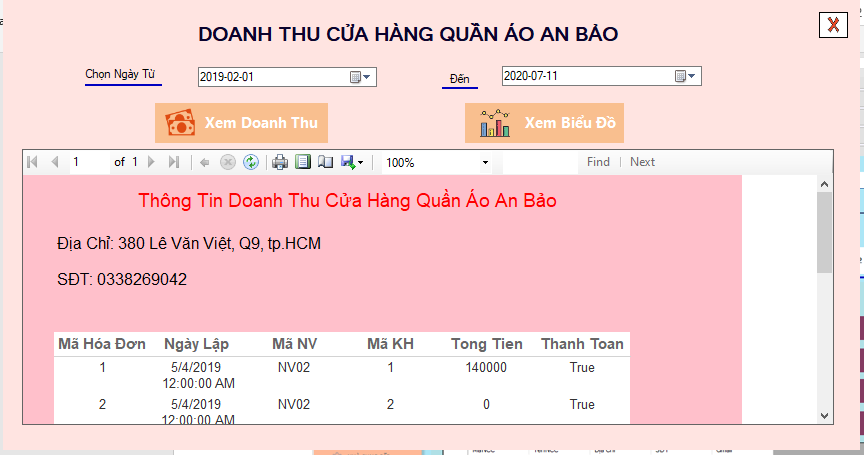 DOANH THU CỬA HÀNG QUẦN ÁO AN BẢO
X
Chọn Ngày Từ
2019-02-01
Đến
2020-07-11
Xem Doanh Thu
Xem Biểu Đồ
1 of 1 100% Find | Next
Thông Tin Doanh Thu Cửa Hàng Quần Áo An Bảo
Địa Chỉ: 380 Lê Văn Việt, Q9, tp.HCM
SĐT: 0338269042
Mã Hóa Đơn Ngày Lập Mã NV Mã KH Tong Tien Thanh Toan
1 5/4/2019 NV02 1 140000 True
12:00:00 AM
2 5/4/2019 NV02 2 0 True
12:00:00 AM